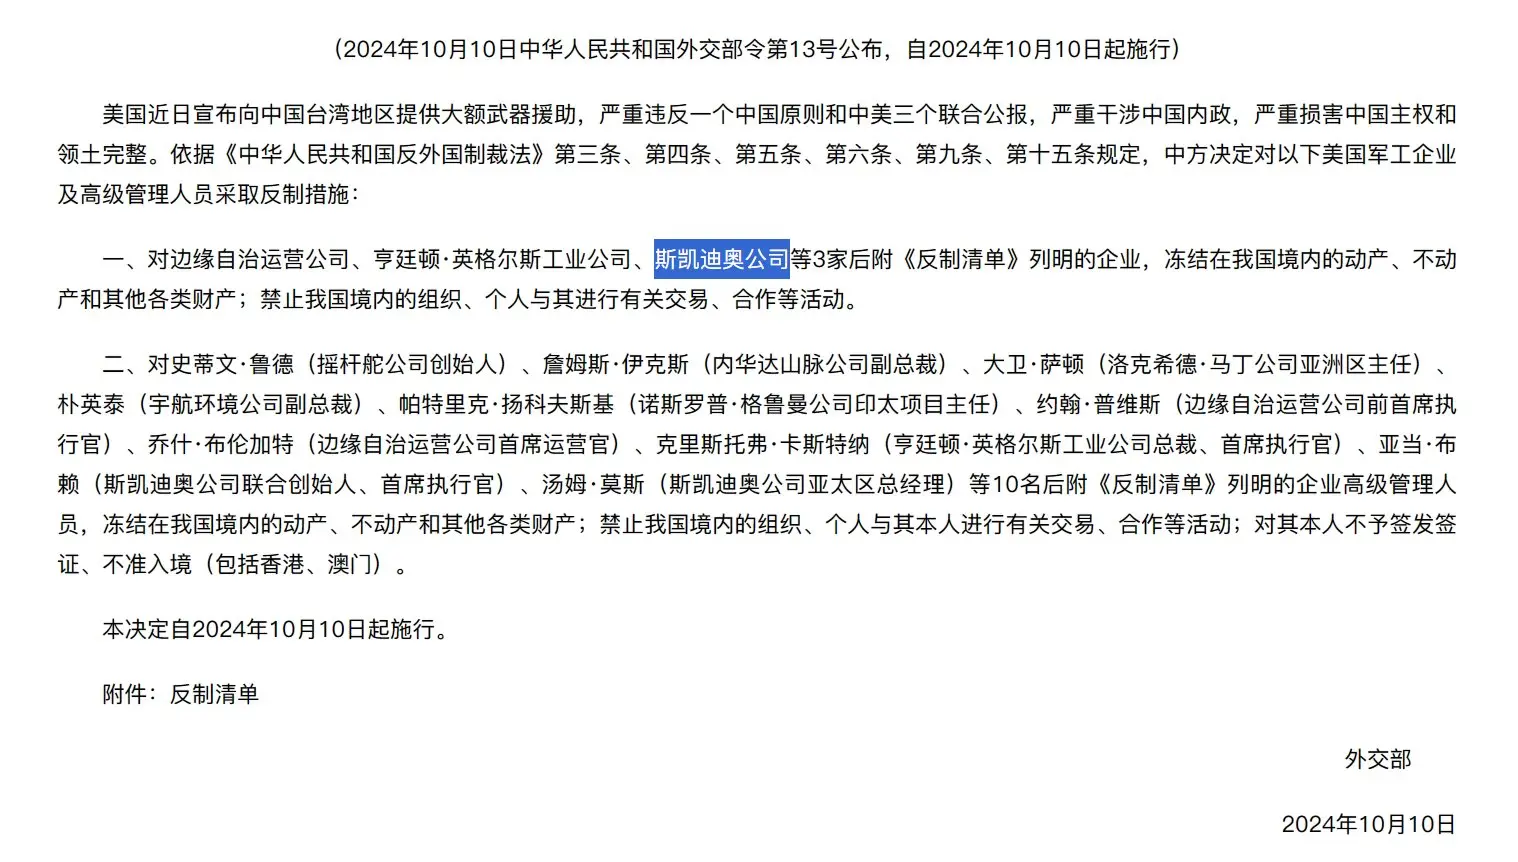 （2024年10月10日中华人民共和国外交部令第13号公布，自2024年10月10日起施行）
美国近日宣布向中国台湾地区提供大额武器援助，严重违反一个中国原则和中美三个联合公报，严重干涉中国内政，严重损害中国主权和
领土完整。依据《中华人民共和国反外国制裁法》第三条、第四条、第五条、第六条、第九条、第十五条规定，中方决定对以下美国军工企业
及高级管理人员采取反制措施：
一、对边缘自治运营公司、亨廷顿·英格尔斯工业公司、斯凯迪奥公司等3家后附《反制清单》列明的企业，冻结在我国境内的动产、不动
产和其他各类财产；禁止我国境内的组织、个人与其进行有关交易、合作等活动。
二、对史蒂文·鲁德（摇杆舵公司创始人）、詹姆斯·伊克斯（内华达山脉公司副总裁）、大卫·萨顿（洛克希德·马丁公司亚洲区主任）、
朴英泰（宇航环境公司副总裁）、帕特里克·扬科夫斯基（诺斯罗普·格鲁曼公司印太项目主任）、约翰·普维斯（边缘自治运营公司前首席执
行官）、乔什·布伦加特（边缘自治运营公司首席运营官）、克里斯托弗·卡斯特纳（亨廷顿·英格尔斯工业公司总裁、首席执行官）、亚当·布
赖（斯凯迪奥公司联合创始人、首席执行官）、汤姆·莫斯（斯凯迪奥公司亚太区总经理）等10名后附《反制清单》列明的企业高级管理人
员，冻结在我国境内的动产、不动产和其他各类财产；禁止我国境内的组织、个人与其本人进行有关交易、合作等活动；对其本人不予签发签
证、不准入境（包括香港、澳门）。
本决定自2024年10月10日起施行。
附件：反制清单
外交部
2024年10月10日